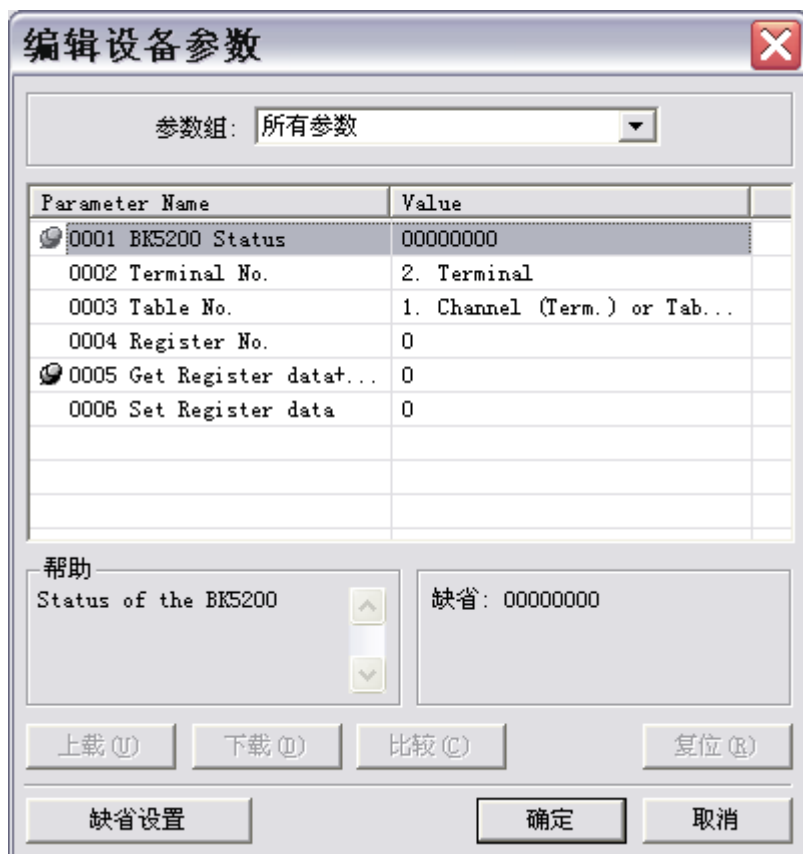 编辑设备参数
参数组: 所有参数
Parameter Name Value
0001 BK5200 Status 00000000
0002 Terminal No. 2. Terminal
0003 Table No. 1. Channel (Term.) or Tab...
0004 Register No. 0
0005 Get Register data+... 0
0006 Set Register data 0
帮助
Status of the BK5200
缺省: 00000000
上载(U) 下载(D) 比较(C) 复位(R)
缺省设置 确定 取消